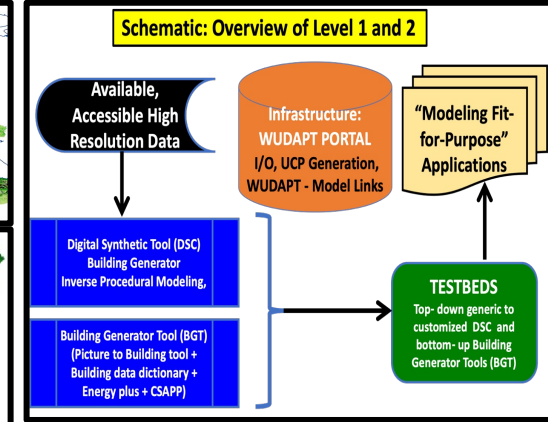 Schematic: Overview of Level 1 and 2
Available,
Accessible High
Resolution Data
Infrastructure:
WUDAPT PORTAL
I/O, UCP Generation,
WUDAPT - Model Links
“Modeling Fit-
for-Purpose”
Applications
Digital Synthetic Tool (DSC)
Building Generator
Inverse Procedural Modeling,
Building Generator Tool (BGT)
(Picture to Building tool +
Building data dictionary +
Energy plus + CSAPP)
TESTBEDS
Top- down generic to
customized DSC and
bottom- up Building
Generator Tools (BGT)